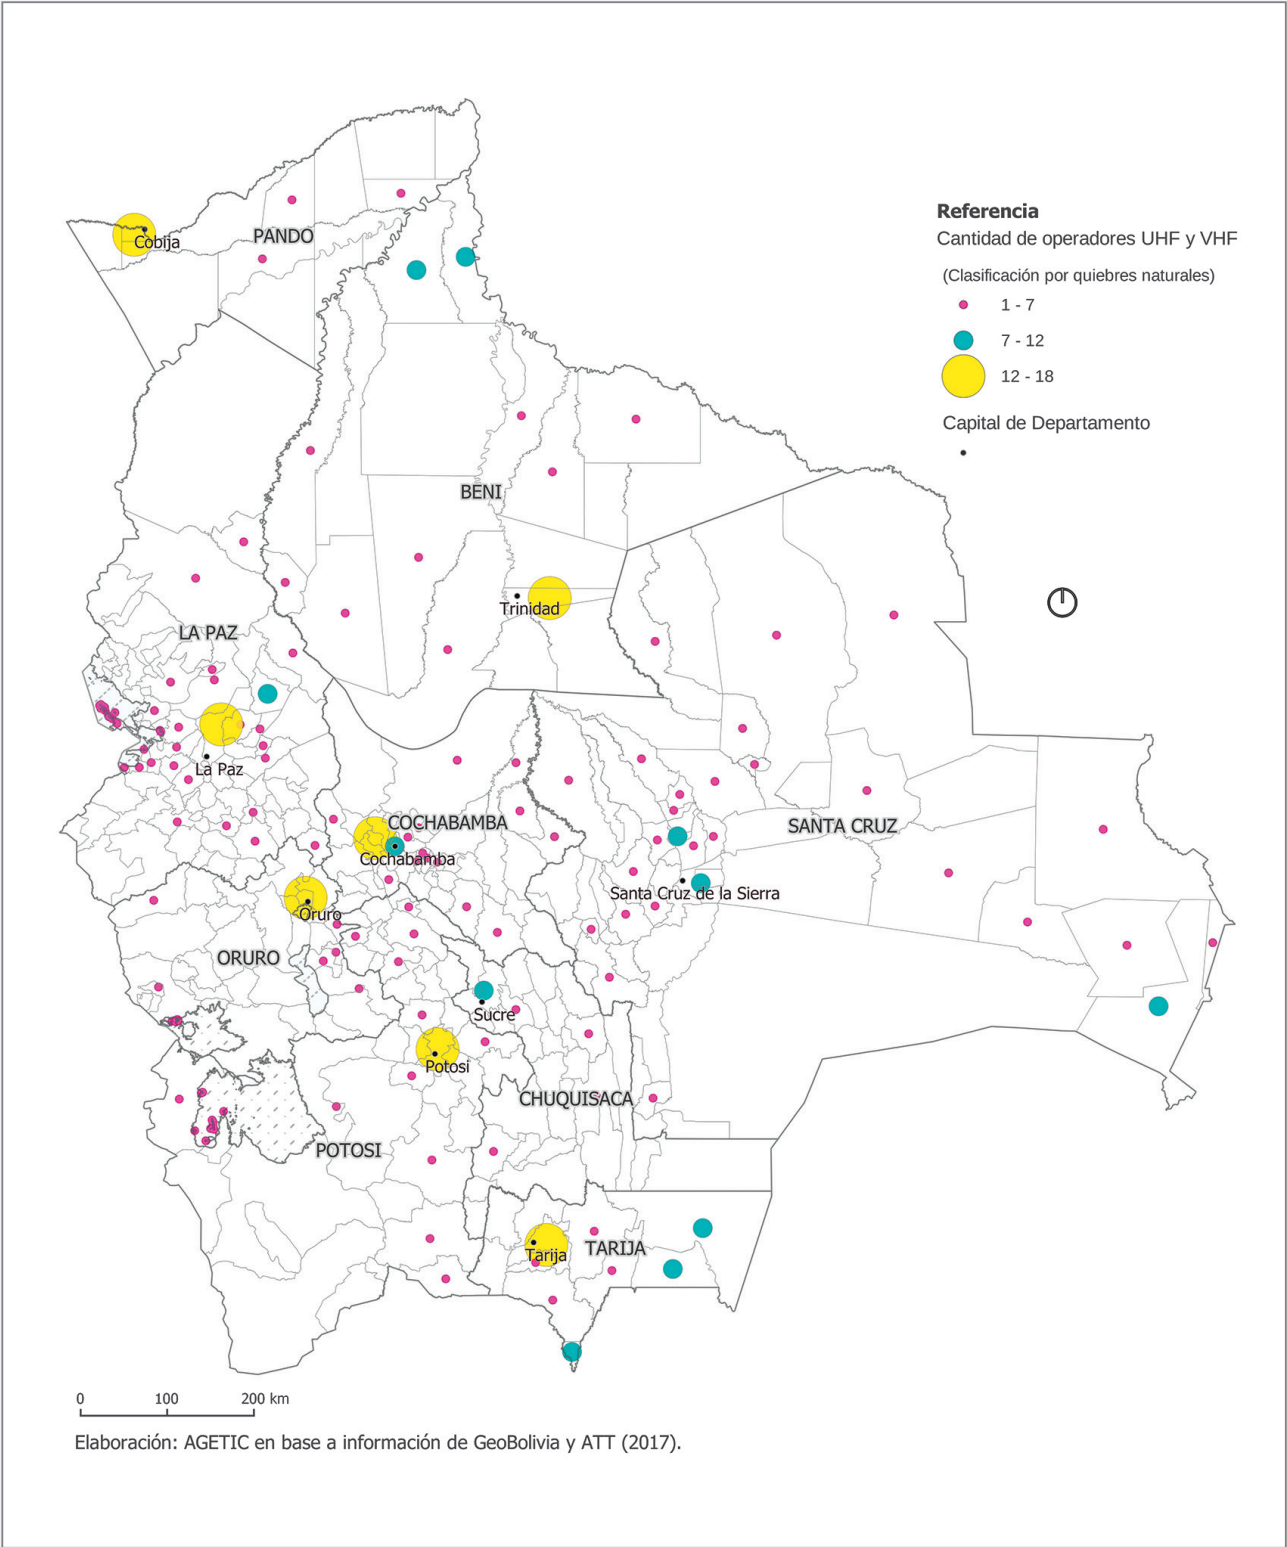 Referencia
Cantidad de operadores UHF y VHF
(Clasificación por quiebres naturales)
1 - 7
7 - 12
12 - 18
Capital de Departamento
Cobija
PANDO
BENI
Trinidad
LA PAZ
La Paz
COCHABAMBA
Cochabamba
SANTA CRUZ
Santa Cruz de la Sierra
Oruro
ORURO
Sucre
Potosi
CHUQUISACA
POTOSI
Tarija
TARIJA
0 100 200 km
Elaboración: AGETIC en base a información de GeoBolivia y ATT (2017).